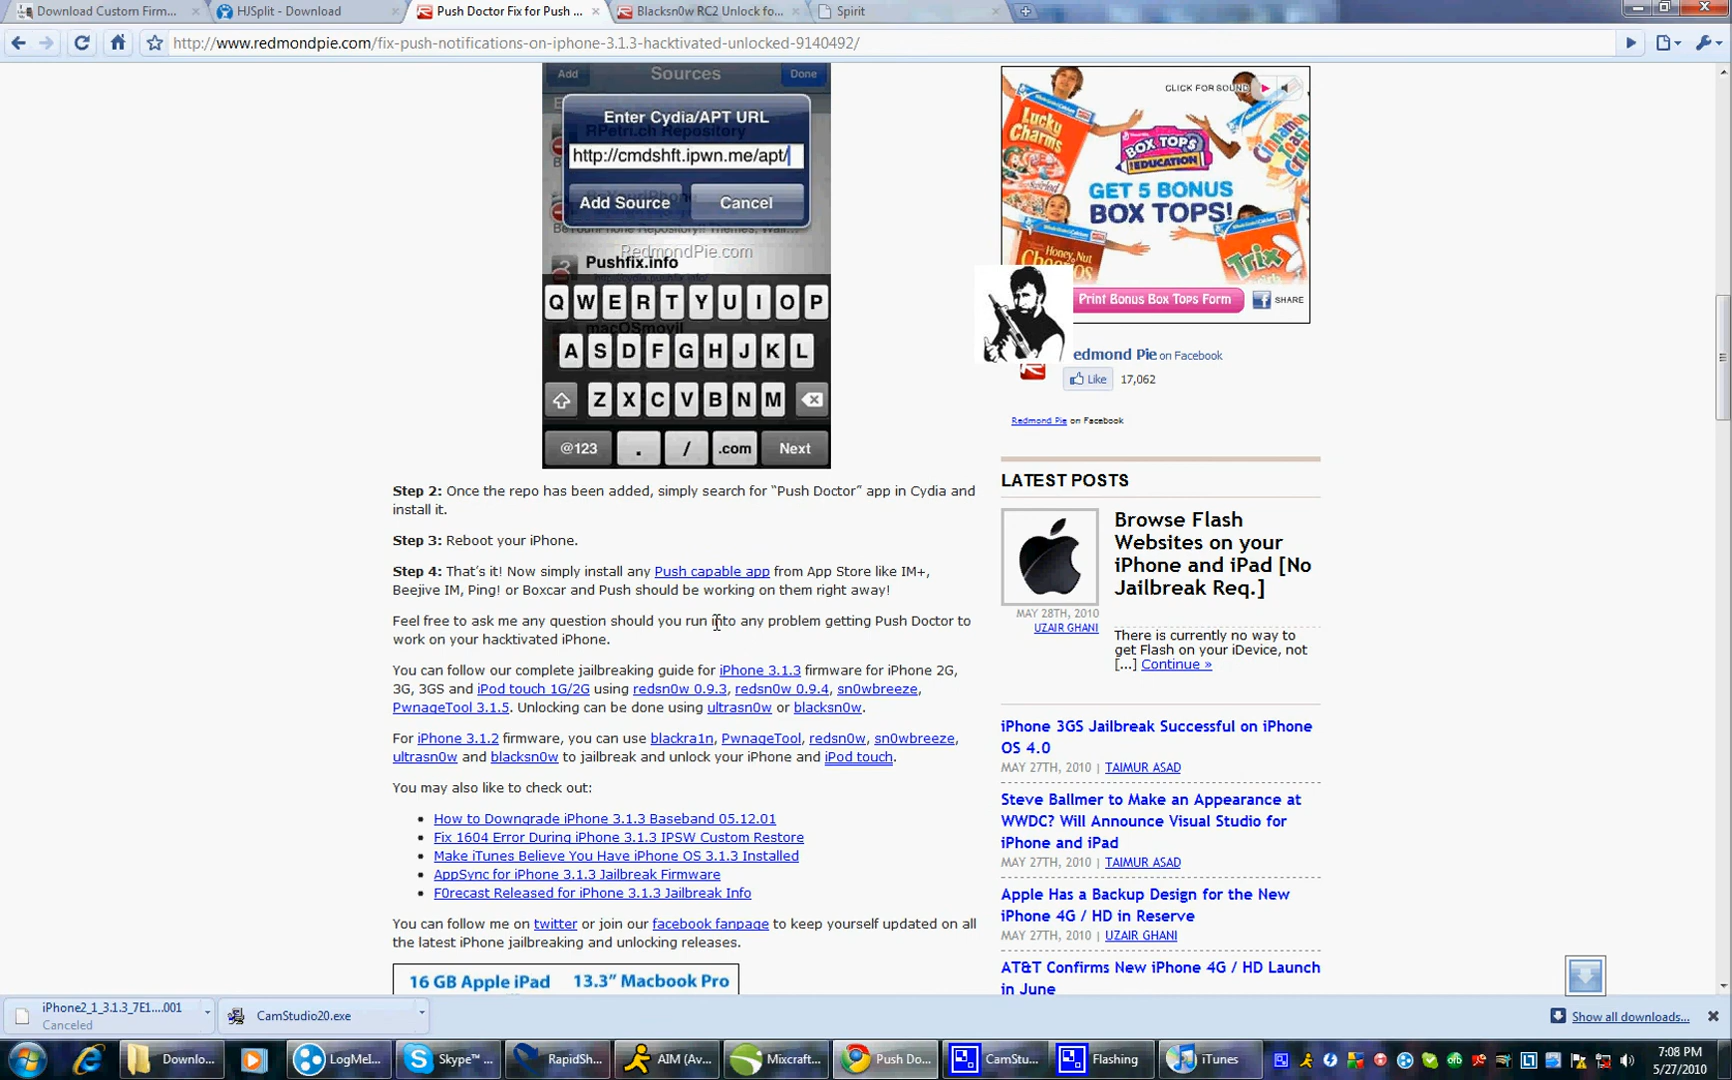 Download Custom Firm...
HJSplit - Download
Push Doctor Fix for Push ...
Blacksn0w RC2 Unlock fo...
Spirit
http://www.redmondpie.com/fix-push-notifications-on-iphone-3.1.3-hacktivated-unlocked-9140492/
Add
Sources
Done
Enter Cydia/APT URL
RPetri.ch Repository
http://cmdshft.ipwn.me/apt/
Add Source
Cancel
RedmondPie.com
Pushfix.info
Q W E R T Y U I O P
macOSmovil
A S D F G H J K L
Z X C V B N M
@123 . / .com Next
CLICK FOR SOUND
Lucky Charms
BOX TOPS
EDUCATION
GET 5 BONUS
BOX TOPS!
Honey Nut
Cheerios
Trix
Print Bonus Box Tops Form
SHARE
edmond Pie on Facebook
Like 17,062
Redmond Pie on Facebook
Step 2: Once the repo has been added, simply search for “Push Doctor” app in Cydia and
install it.
Step 3: Reboot your iPhone.
Step 4: That’s it! Now simply install any Push capable app from App Store like IM+,
Beejive IM, Ping! or Boxcar and Push should be working on them right away!
Feel free to ask me any question should you run into any problem getting Push Doctor to
work on your hacktivated iPhone.
You can follow our complete jailbreaking guide for iPhone 3.1.3 firmware for iPhone 2G,
3G, 3GS and iPod touch 1G/2G using redsn0w 0.9.3, redsn0w 0.9.4, sn0wbreeze,
PwnageTool 3.1.5. Unlocking can be done using ultrasn0w or blacksn0w.
For iPhone 3.1.2 firmware, you can use blackra1n, PwnageTool, redsn0w, sn0wbreeze,
ultrasn0w and blacksn0w to jailbreak and unlock your iPhone and iPod touch.
You may also like to check out:
• How to Downgrade iPhone 3.1.3 Baseband 05.12.01
• Fix 1604 Error During iPhone 3.1.3 IPSW Custom Restore
• Make iTunes Believe You Have iPhone OS 3.1.3 Installed
• AppSync for iPhone 3.1.3 Jailbreak Firmware
• F0recast Released for iPhone 3.1.3 Jailbreak Info
You can follow me on twitter or join our facebook fanpage to keep yourself updated on all
the latest iPhone jailbreaking and unlocking releases.
16 GB Apple iPad 13.3” Macbook Pro
LATEST POSTS
Browse Flash
Websites on your
iPhone and iPad [No
Jailbreak Req.]
MAY 28TH, 2010
UZAIR GHANI
There is currently no way to
get Flash on your iDevice, not
[...] Continue »
iPhone 3GS Jailbreak Successful on iPhone
OS 4.0
MAY 27TH, 2010 | TAIMUR ASAD
Steve Ballmer to Make an Appearance at
WWDC? Will Announce Visual Studio for
iPhone and iPad
MAY 27TH, 2010 | TAIMUR ASAD
Apple Has a Backup Design for the New
iPhone 4G / HD in Reserve
MAY 27TH, 2010 | UZAIR GHANI
AT&T Confirms New iPhone 4G / HD Launch
in June
iPhone2_1_3.1.3_7E1....001
Canceled
CamStudio20.exe
Show all downloads...
Downlo...
LogMeI...
Skype™ ...
RapidSh...
AIM (Av...
Mixcraft...
Push Do...
CamStu...
Flashing
iTunes
7:08 PM
5/27/2010